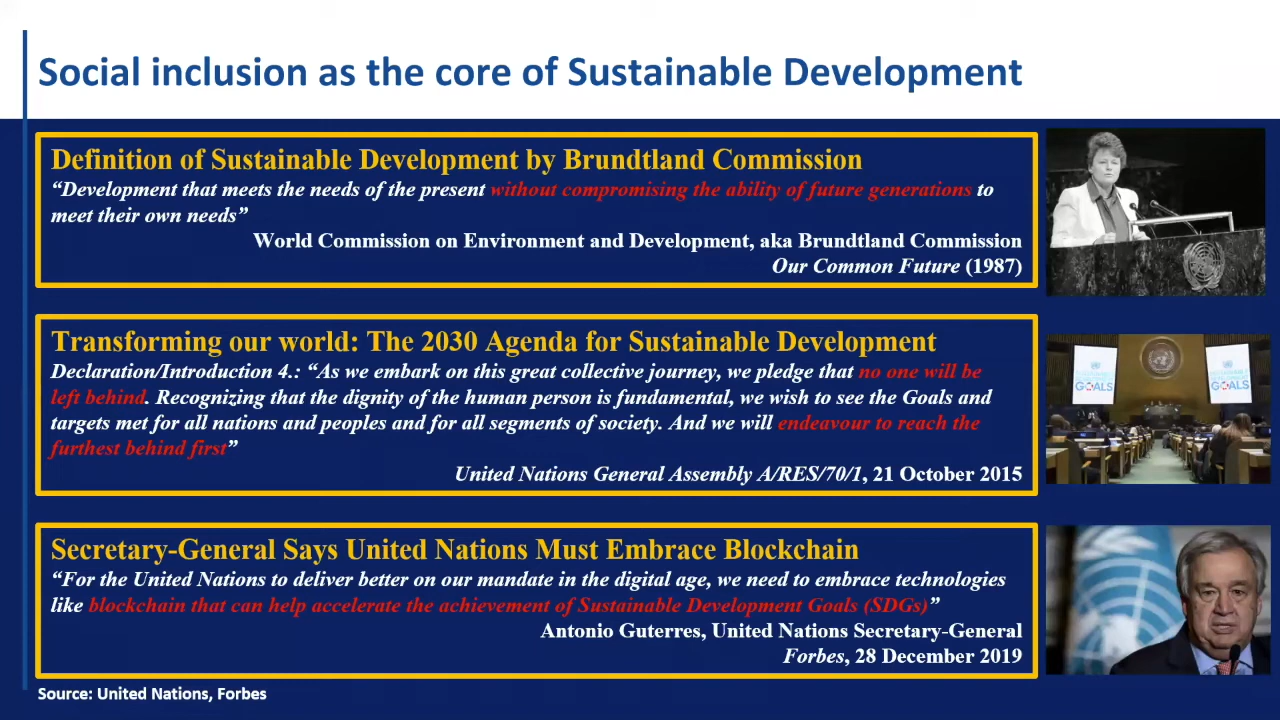 Social inclusion as the core of Sustainable Development
Definition of Sustainable Development by Brundtland Commission
“Development that meets the needs of the present without compromising the ability of future generations to
meet their own needs”
World Commission on Environment and Development, aka Brundtland Commission
Our Common Future (1987)
Transforming our world: The 2030 Agenda for Sustainable Development
Declaration/Introduction 4.: “As we embark on this great collective journey, we pledge that no one will be
left behind. Recognizing that the dignity of the human person is fundamental, we wish to see the Goals and
targets met for all nations and peoples and for all segments of society. And we will endeavour to reach the
furthest behind first”
United Nations General Assembly A/RES/70/1, 21 October 2015
GOALS
GOALS
Secretary-General Says United Nations Must Embrace Blockchain
“For the United Nations to deliver better on our mandate in the digital age, we need to embrace technologies
like blockchain that can help accelerate the achievement of Sustainable Development Goals (SDGs)”
Antonio Guterres, United Nations Secretary-General
Forbes, 28 December 2019
Source: United Nations, Forbes